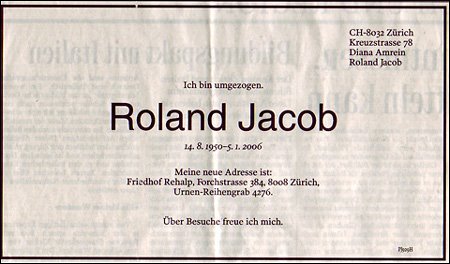 CH-8032 Zürich
Kreuzstrasse 78
Diana Amrein
Roland Jacob
Ich bin umgezogen.
Roland Jacob
14. 8. 1950–5. 1. 2006
Meine neue Adresse ist:
Friedhof Rehalp, Forchstrasse 384, 8008 Zürich,
Urnen-Reihengrab 4276.
Über Besuche freue ich mich.